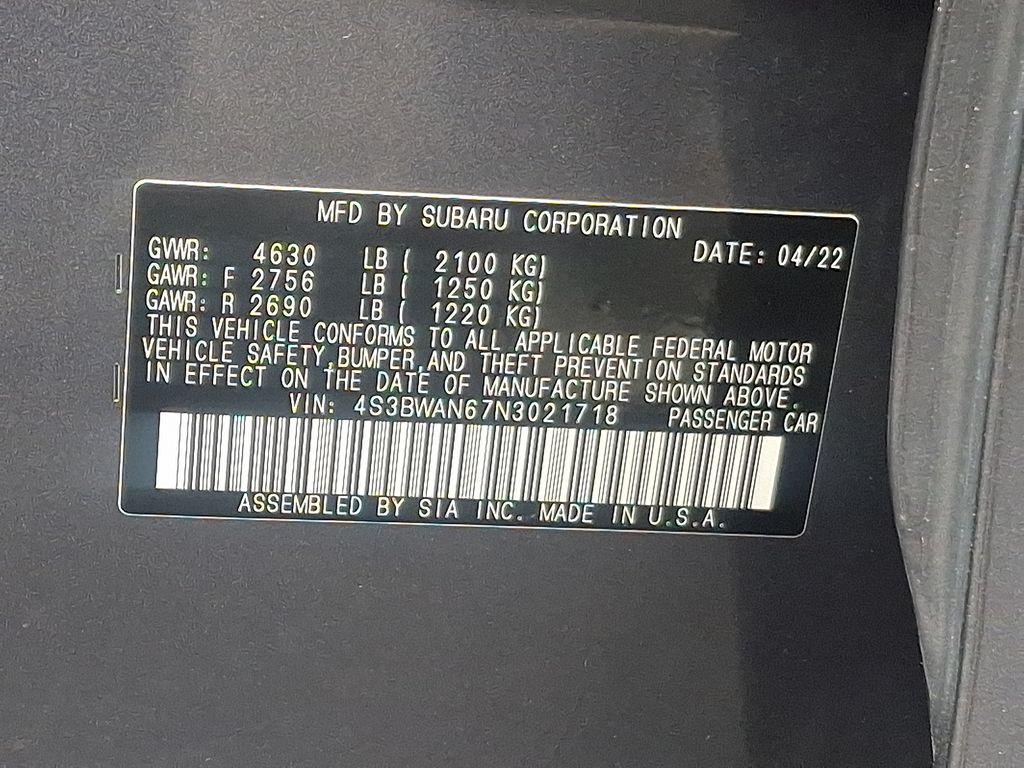 MFD BY SUBARU CORPORATION
DATE: 04/22
GVWR: 4630 LB ( 2100 KG)
GAWR: F 2756 LB ( 1250 KG)
GAWR: R 2690 LB ( 1220 KG)
THIS VEHICLE CONFORMS TO ALL APPLICABLE FEDERAL MOTOR
VEHICLE SAFETY,BUMPER,AND THEFT PREVENTION STANDARDS
IN EFFECT ON THE DATE OF MANUFACTURE SHOWN ABOVE.
VIN: 4S3BWAN67N3021718 PASSENGER CAR
ASSEMBLED BY SIA INC. MADE IN U.S.A.